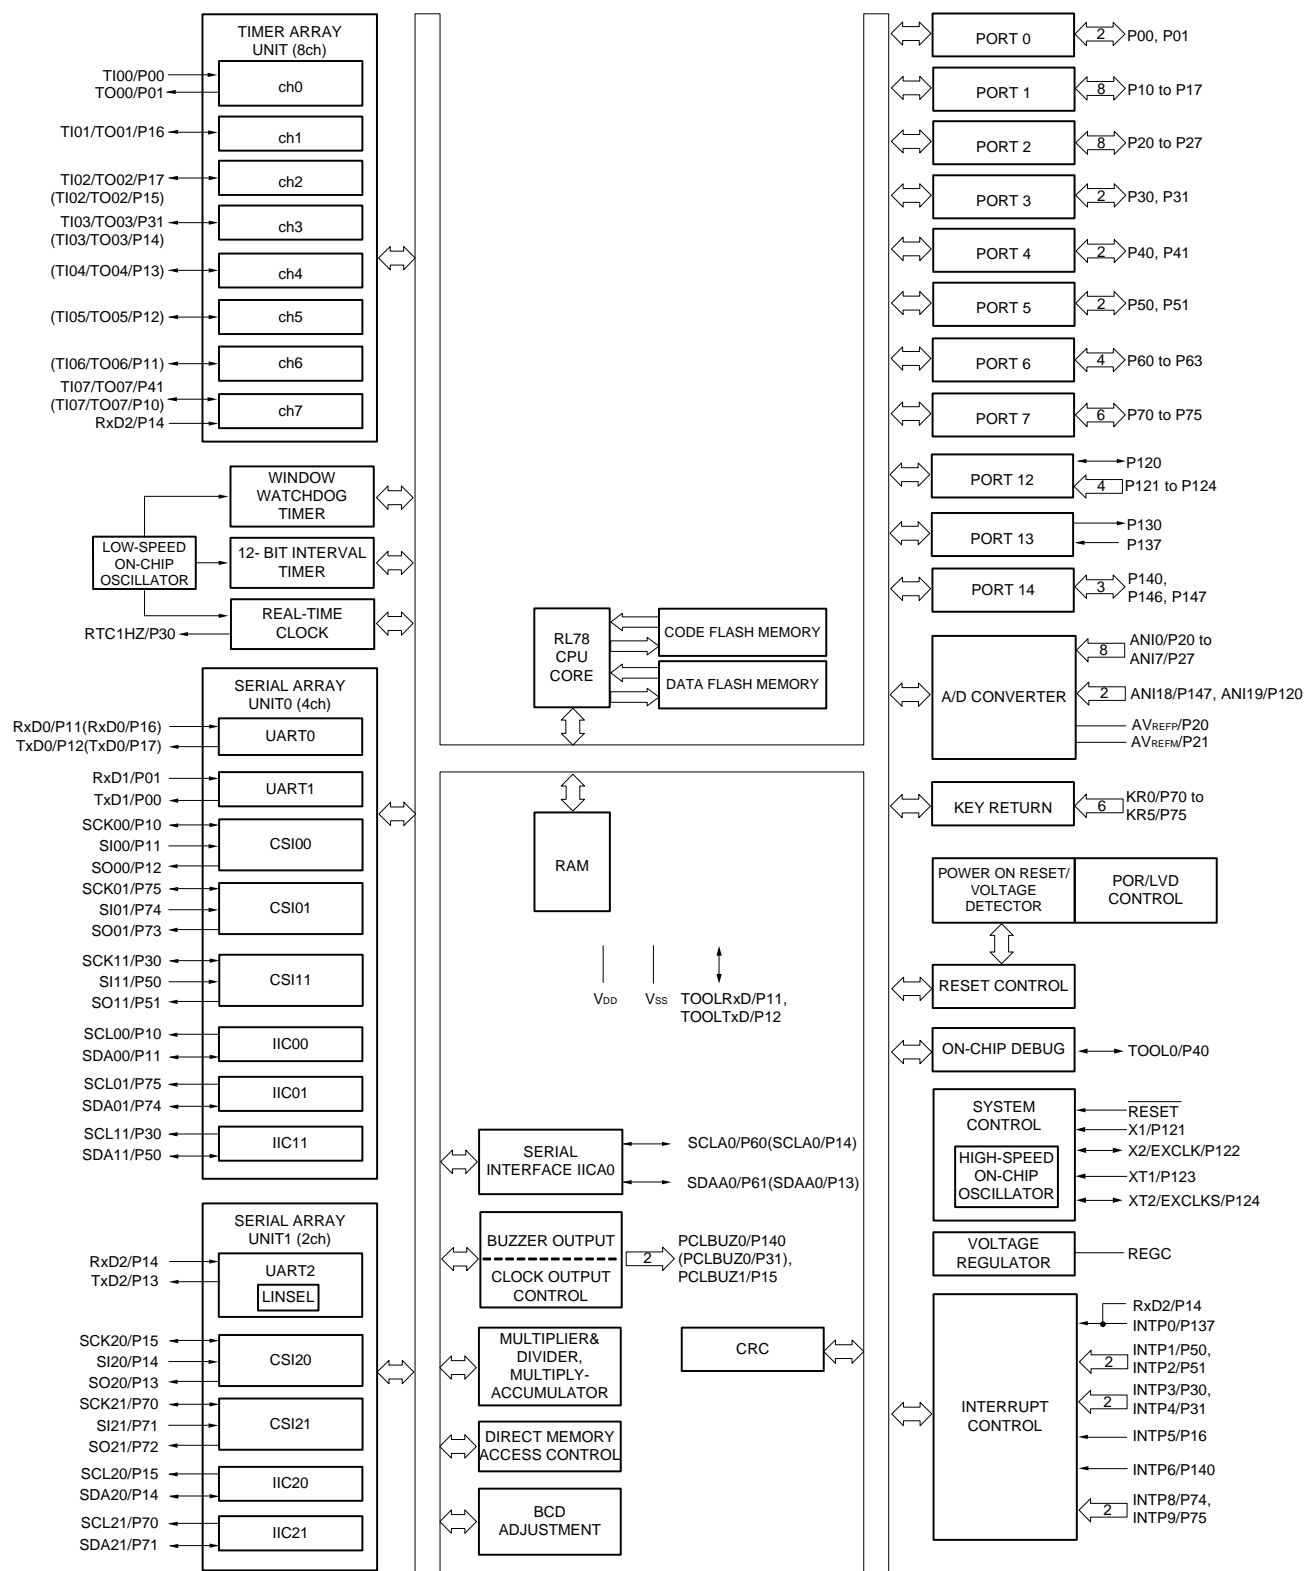 TIMER ARRAY
UNIT (8ch)
TI00/P00
TO00/P01
ch0
TI01/TO01/P16
ch1
TI02/TO02/P17
(TI02/TO02/P15)
ch2
TI03/TO03/P31
(TI03/TO03/P14)
ch3
(TI04/TO04/P13)
ch4
(TI05/TO05/P12)
ch5
(TI06/TO06/P11)
ch6
TI07/TO07/P41
(TI07/TO07/P10)
RxD2/P14
ch7
WINDOW
WATCHDOG
TIMER
LOW-SPEED
ON-CHIP
OSCILLATOR
12- BIT INTERVAL
TIMER
REAL-TIME
CLOCK
RTC1HZ/P30
SERIAL ARRAY
UNIT0 (4ch)
RxD0/P11(RxD0/P16)
TxD0/P12(TxD0/P17)
UART0
RxD1/P01
TxD1/P00
UART1
SCK00/P10
SI00/P11
SO00/P12
CSI00
SCK01/P75
SI01/P74
SO01/P73
CSI01
SCK11/P30
SI11/P50
SO11/P51
CSI11
SCL00/P10
SDA00/P11
IIC00
SCL01/P75
SDA01/P74
IIC01
SCL11/P30
SDA11/P50
IIC11
SERIAL ARRAY
UNIT1 (2ch)
RxD2/P14
TxD2/P13
UART2
LINSEL
SCK20/P15
SI20/P14
SO20/P13
CSI20
SCK21/P70
SI21/P71
SO21/P72
CSI21
SCL20/P15
SDA20/P14
IIC20
SCL21/P70
SDA21/P71
IIC21
RL78
CPU
CORE
CODE FLASH MEMORY
DATA FLASH MEMORY
RAM
VDD
VSS
TOOLRxD/P11,
TOOLTxD/P12
SERIAL
INTERFACE IICA0
SCLA0/P60(SCLA0/P14)
SDAA0/P61(SDAA0/P13)
BUZZER OUTPUT
CLOCK OUTPUT
CONTROL
2
PCLBUZ0/P140
(PCLBUZ0/P31),
PCLBUZ1/P15
MULTIPLIER&
DIVIDER,
MULTIPLY-
ACCUMULATOR
CRC
DIRECT MEMORY
ACCESS CONTROL
BCD
ADJUSTMENT
PORT 0
2
P00, P01
PORT 1
8
P10 to P17
PORT 2
8
P20 to P27
PORT 3
2
P30, P31
PORT 4
2
P40, P41
PORT 5
2
P50, P51
PORT 6
4
P60 to P63
PORT 7
6
P70 to P75
PORT 12
P120
4
P121 to P124
PORT 13
P130
P137
PORT 14
3
P140,
P146, P147
A/D CONVERTER
8
ANI0/P20 to
ANI7/P27
2
ANI18/P147, ANI19/P120
AVREFP/P20
AVREFM/P21
KEY RETURN
6
KR0/P70 to
KR5/P75
POWER ON RESET/
VOLTAGE
DETECTOR
POR/LVD
CONTROL
RESET CONTROL
ON-CHIP DEBUG
TOOL0/P40
SYSTEM
CONTROL
HIGH-SPEED
ON-CHIP
OSCILLATOR
RESET
X1/P121
X2/EXCLK/P122
XT1/P123
XT2/EXCLKS/P124
VOLTAGE
REGULATOR
REGC
INTERRUPT
CONTROL
RxD2/P14
INTP0/P137
2
INTP1/P50,
INTP2/P51
2
INTP3/P30,
INTP4/P31
INTP5/P16
INTP6/P140
2
INTP8/P74,
INTP9/P75